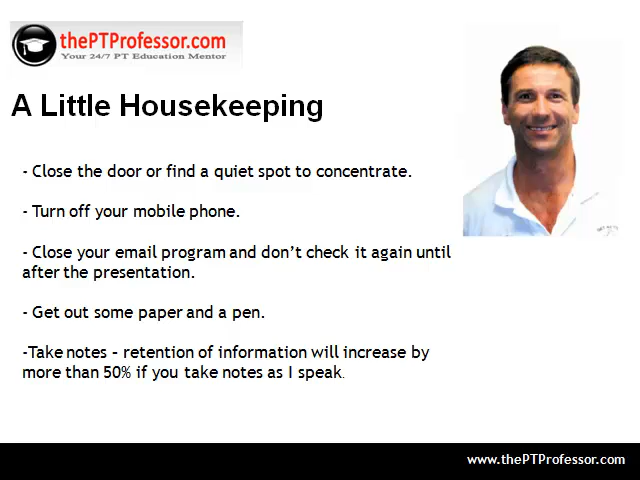 thePTProfessor.com
Your 24/7 PT Education Mentor
A Little Housekeeping
- Close the door or find a quiet spot to concentrate.
- Turn off your mobile phone.
- Close your email program and don’t check it again until
after the presentation.
- Get out some paper and a pen.
-Take notes – retention of information will increase by
more than 50% if you take notes as I speak.
www.thePTProfessor.com